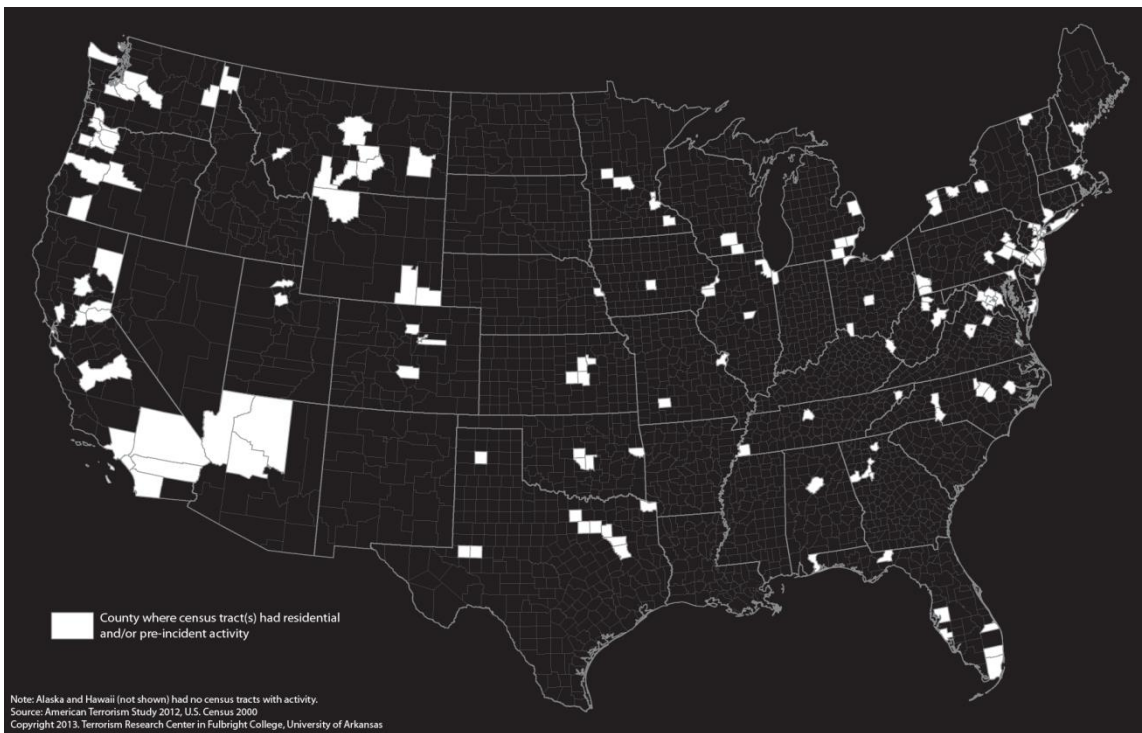 County where census tract(s) had residential
and/or pre-incident activity
Note: Alaska and Hawaii (not shown) had no census tracts with activity.
Source: American Terrorism Study 2012, U.S. Census 2000
Copyright 2013. Terrorism Research Center in Fulbright College, University of Arkansas